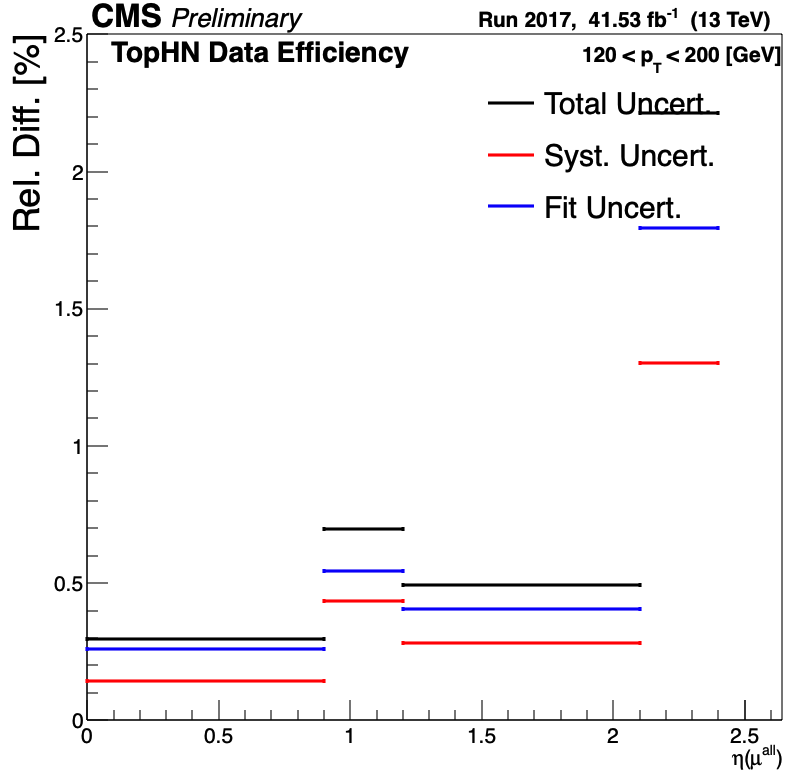 CMS Preliminary Run 2017, 41.53 fb⁻¹ (13 TeV)
TopHN Data Efficiency 120 < p_T < 200 [GeV]
Rel. Diff. [%]
Total Uncert.
Syst. Uncert.
Fit Uncert.
2.5
2
1.5
1
0.5
0
0 0.5 1 1.5 2 2.5
η(μ^all)